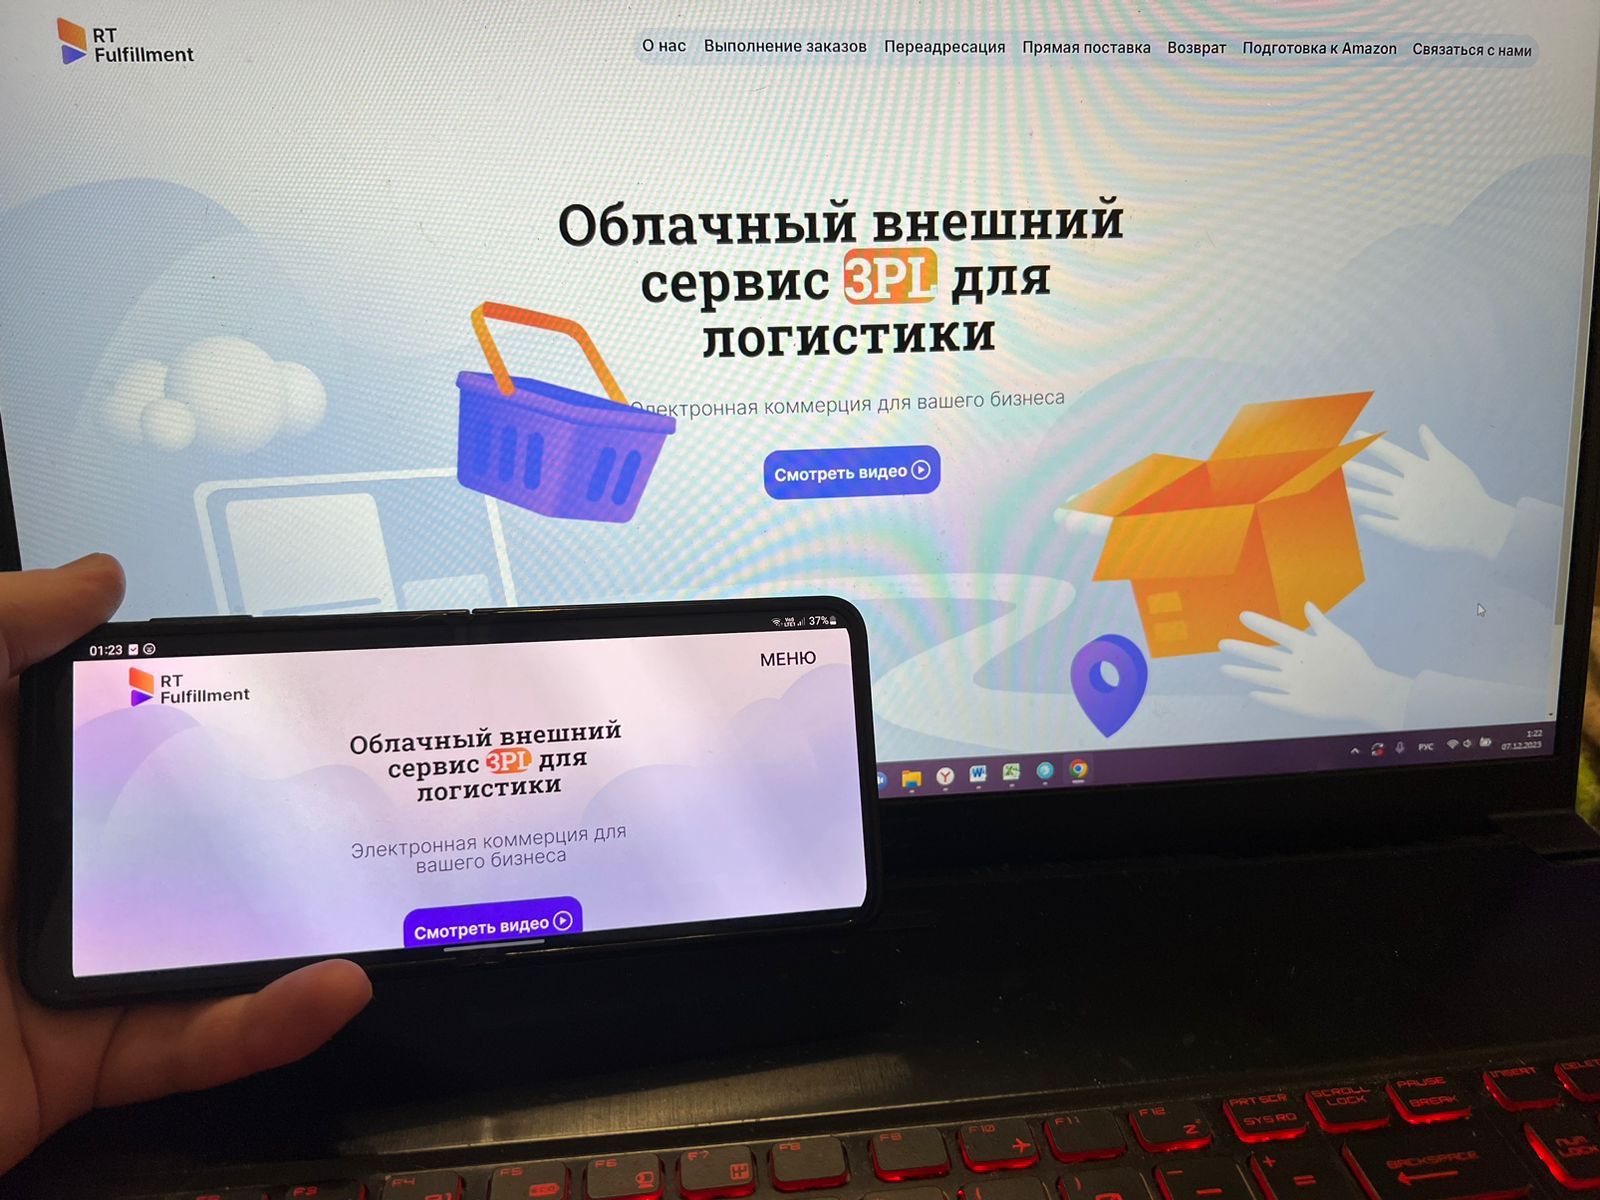 RT
Fulfillment
О нас Выполнение заказов Переадресация Прямая поставка Возврат Подготовка к Amazon Связаться с нами
Облачный внешний
сервис 3PL для
логистики
Электронная коммерция для вашего бизнеса
Смотреть видео
РУС
1:22
07.12.2023
01:23
37%
RT
Fulfillment
МЕНЮ
Облачный внешний
сервис 3PL для
логистики
Электронная коммерция для
вашего бизнеса
Смотреть видео
F3 F4 F5 F6 F7 F8 F9 F10 F11 F12
PRT SCR
SYS RQ
SCROLL
LOCK
PAUSE
BREAK
INSERT
DELETE
BACKSPACE
NUM
LOCK